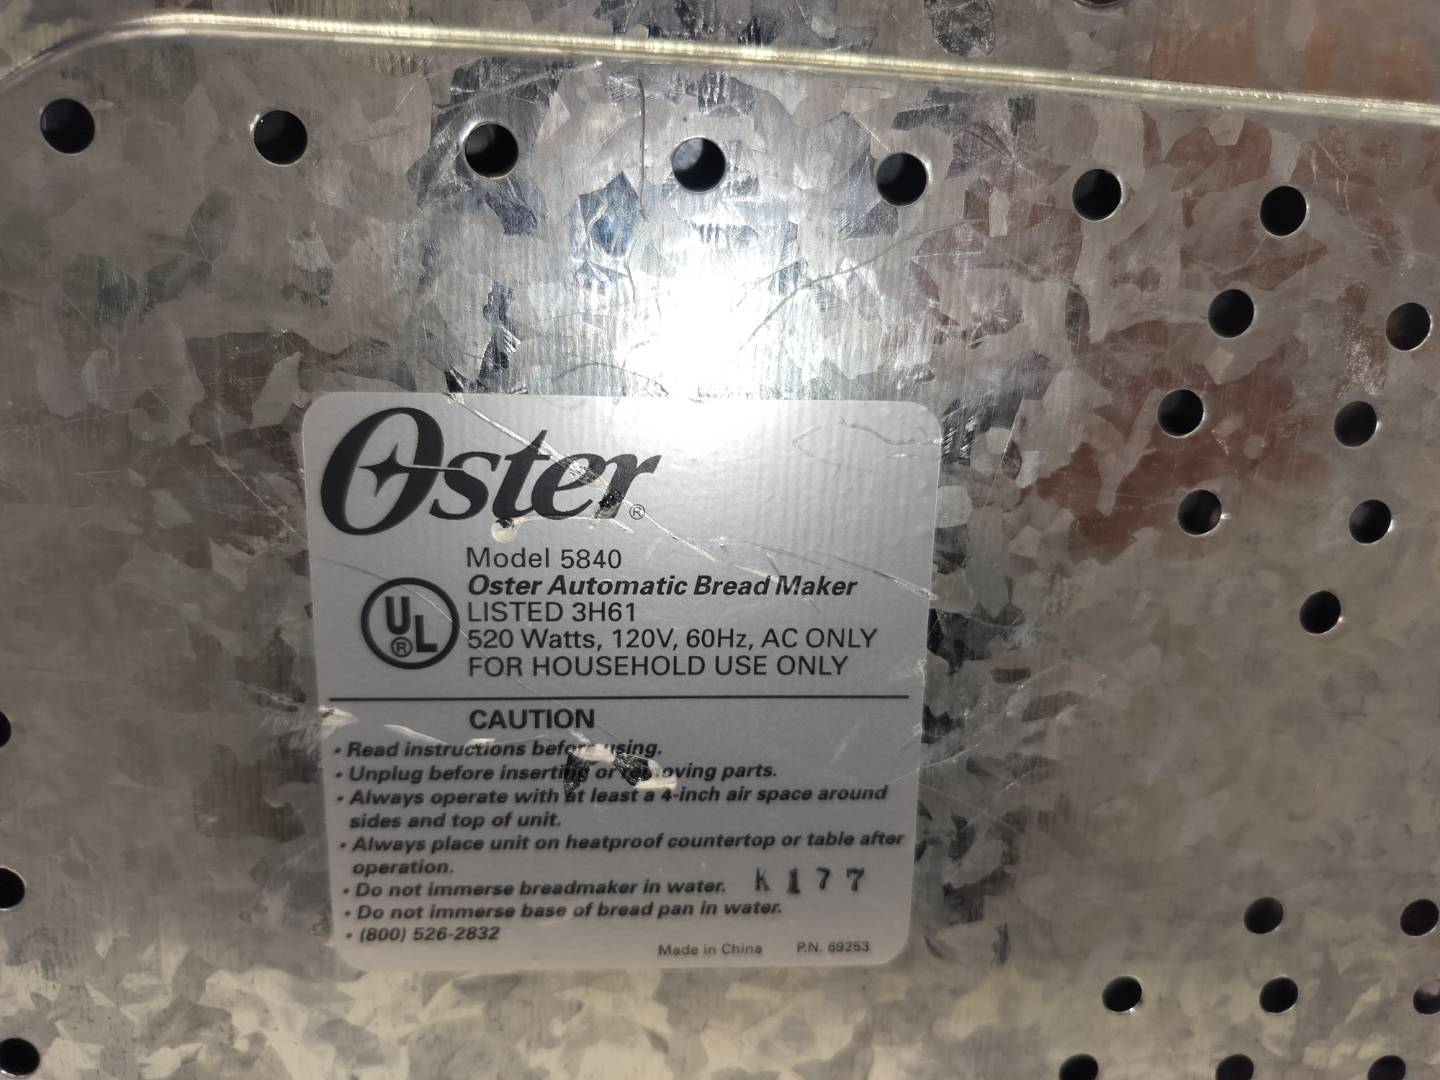 Oster®
Model 5840
Oster Automatic Bread Maker
UL®
LISTED 3H61
520 Watts, 120V, 60Hz, AC ONLY
FOR HOUSEHOLD USE ONLY
CAUTION
• Read instructions before using.
• Unplug before inserting or removing parts.
• Always operate with at least a 4-inch air space around
sides and top of unit.
• Always place unit on heatproof countertop or table after
operation.
• Do not immerse breadmaker in water. K 177
• Do not immerse base of bread pan in water.
• (800) 526-2832
Made in China P.N. 69253